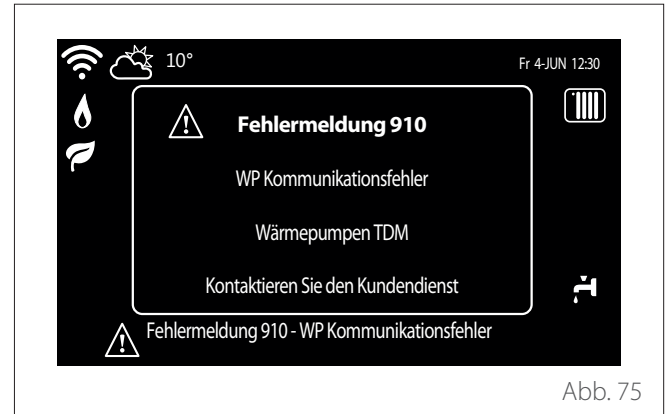 10°
Fr 4-JUN 12:30
Fehlermeldung 910
WP Kommunikationsfehler
Wärmepumpen TDM
Kontaktieren Sie den Kundendienst
Fehlermeldung 910 - WP Kommunikationsfehler
Abb. 75